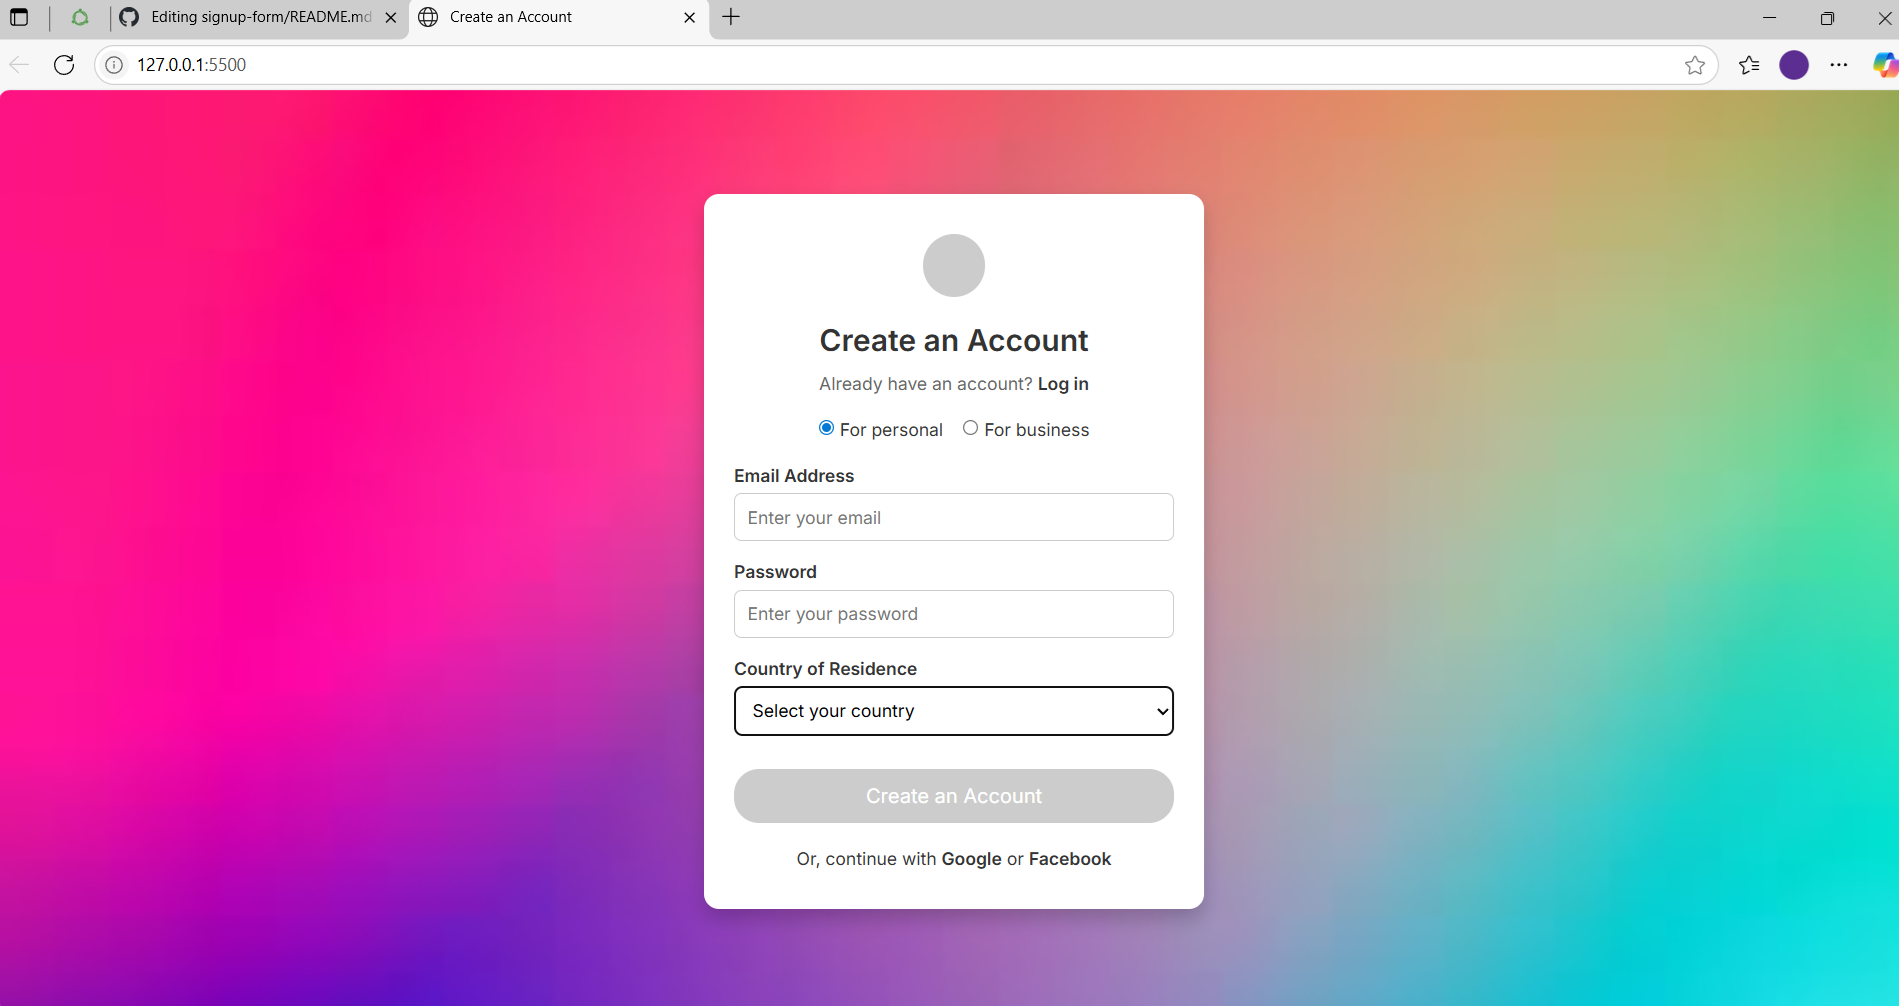 Editing signup-form/README.md
Create an Account
127.0.0.1:5500
Create an Account
Already have an account? Log in
For personal For business
Email Address
Enter your email
Password
Enter your password
Country of Residence
Select your country
Create an Account
Or, continue with Google or Facebook